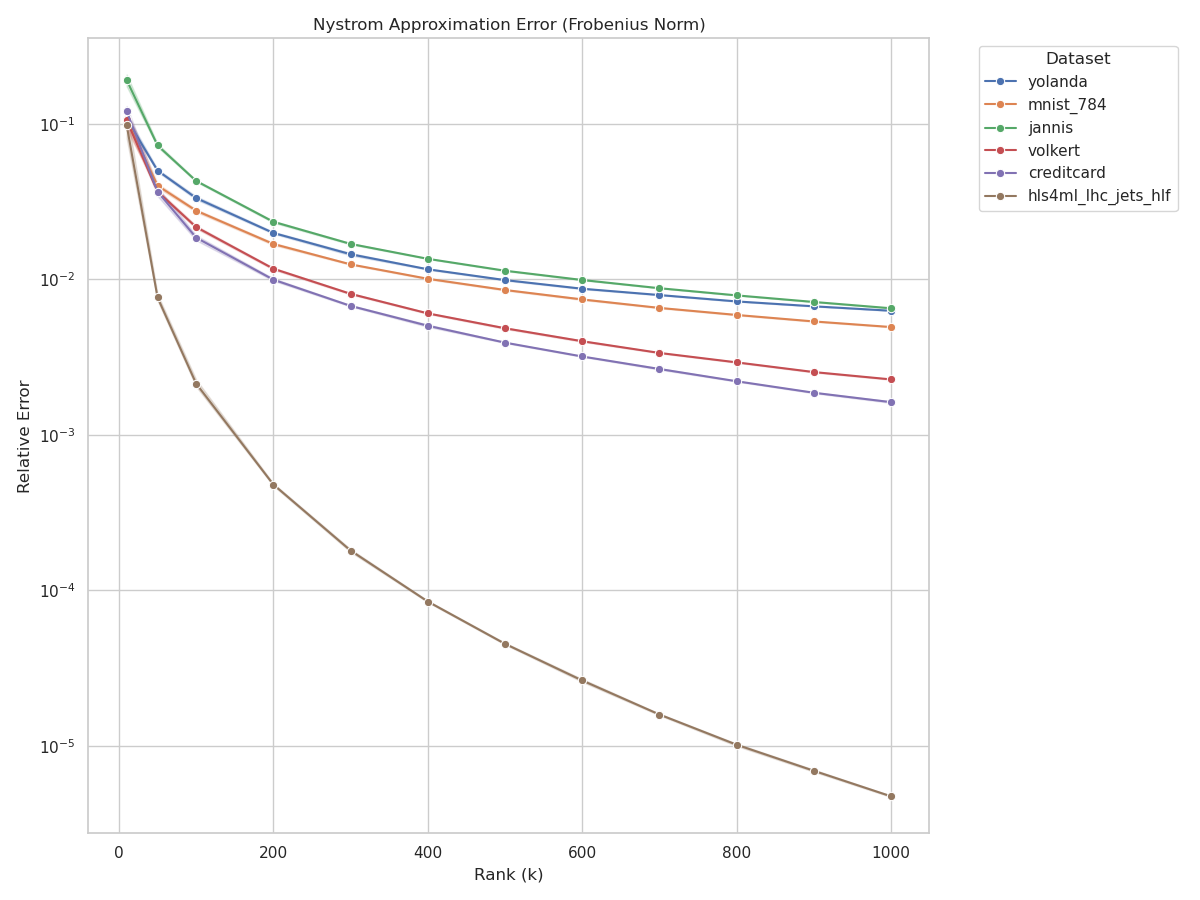 Nystrom Approximation Error (Frobenius Norm)
Dataset
yolanda
mnist_784
jannis
volkert
creditcard
hls4ml_lhc_jets_hlf
Relative Error
10⁻¹
10⁻²
10⁻³
10⁻⁴
10⁻⁵
0 200 400 600 800 1000
Rank (k)